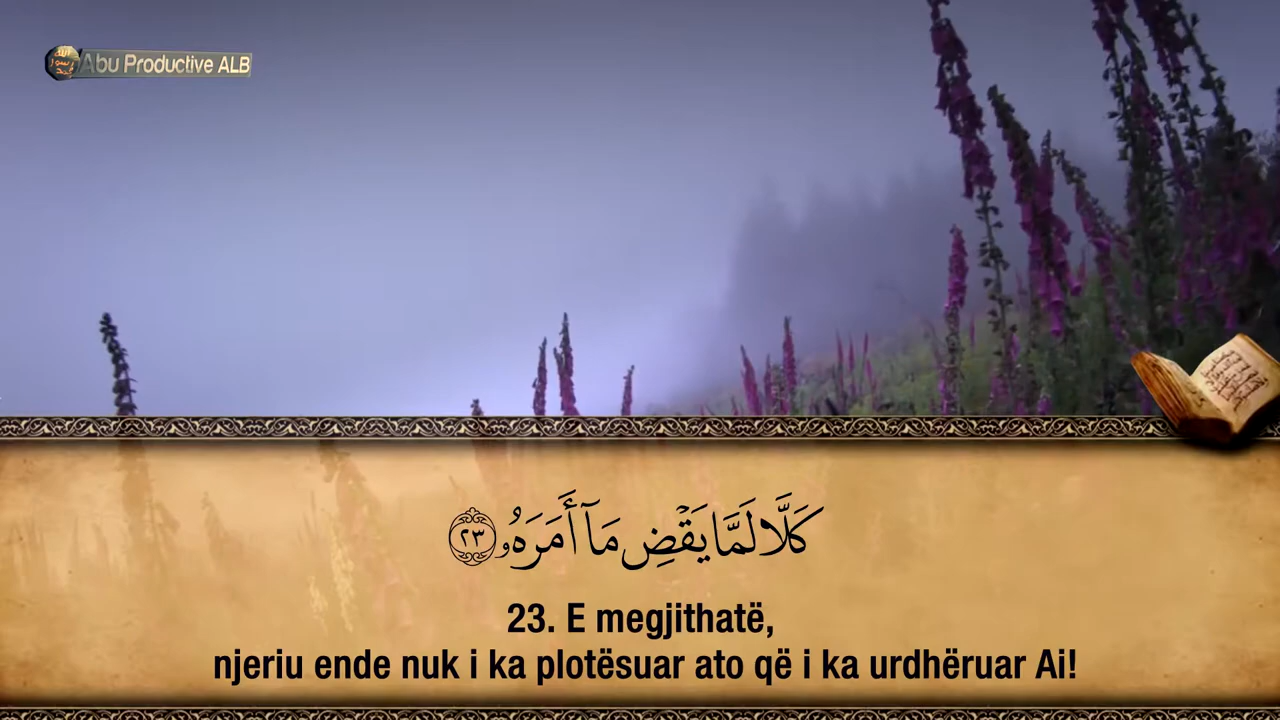 Abu Productive ALB
كَلَّا لَمَّا يَقْضِ مَآ أَمَرَهُۥ ٢٣
23. E megjithatë,
njeriu ende nuk i ka plotësuar ato që i ka urdhëruar Ai!